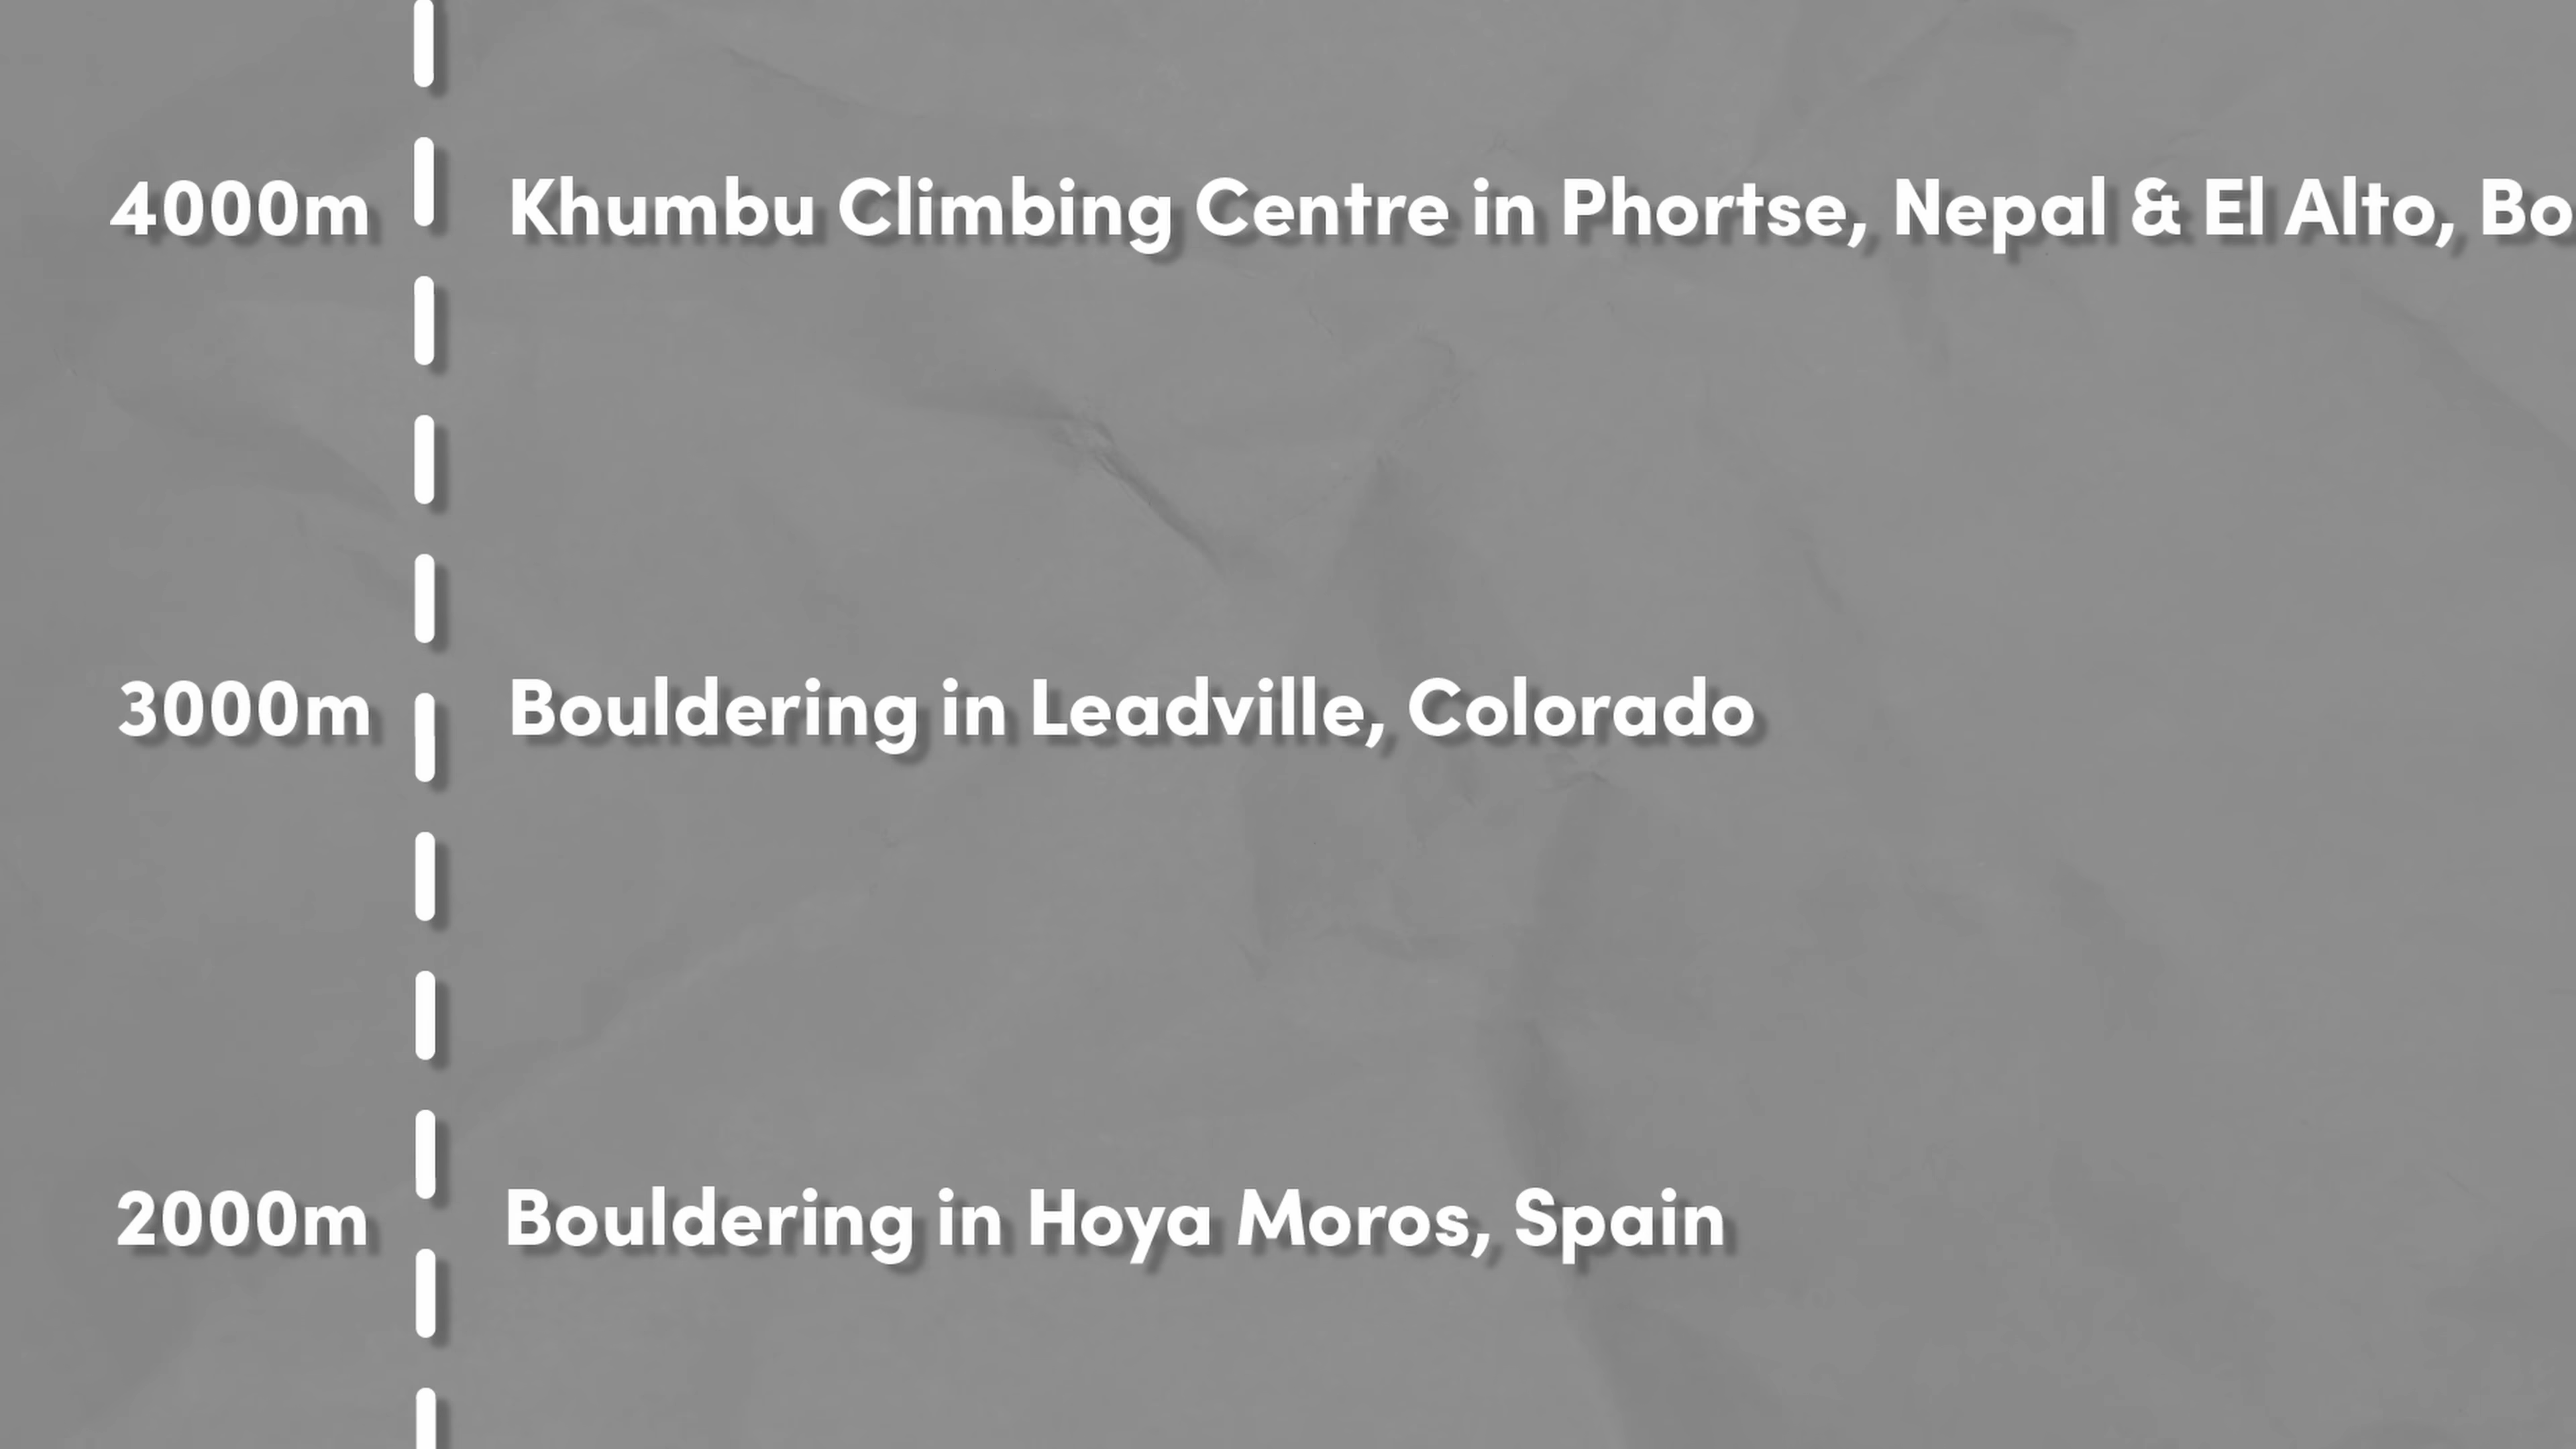 4000m Khumbu Climbing Centre in Phortse, Nepal & El Alto, Bo
3000m Bouldering in Leadville, Colorado
2000m Bouldering in Hoya Moros, Spain